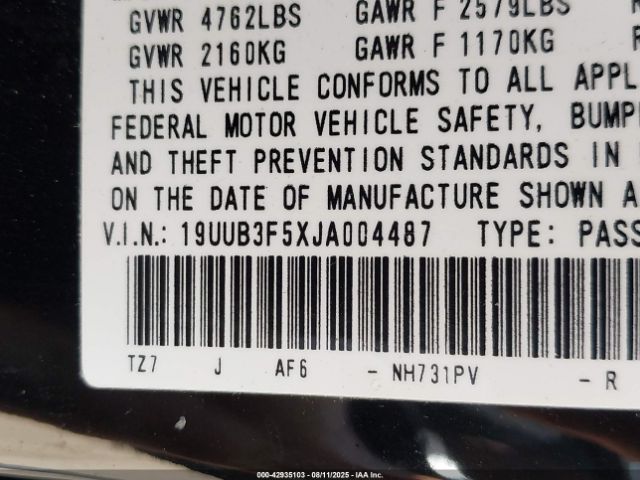 GVWR 4762LBS GAWR F 2579LBS
GVWR 2160KG GAWR F 1170KG
THIS VEHICLE CONFORMS TO ALL APPL
FEDERAL MOTOR VEHICLE SAFETY, BUMP
AND THEFT PREVENTION STANDARDS IN
ON THE DATE OF MANUFACTURE SHOWN A
V.I.N.: 19UUB3F5XJA004487 TYPE: PASS
TZ7 J AF6 - NH731PV - R
000-42935103 - 08/11/2025 - IAA Inc.